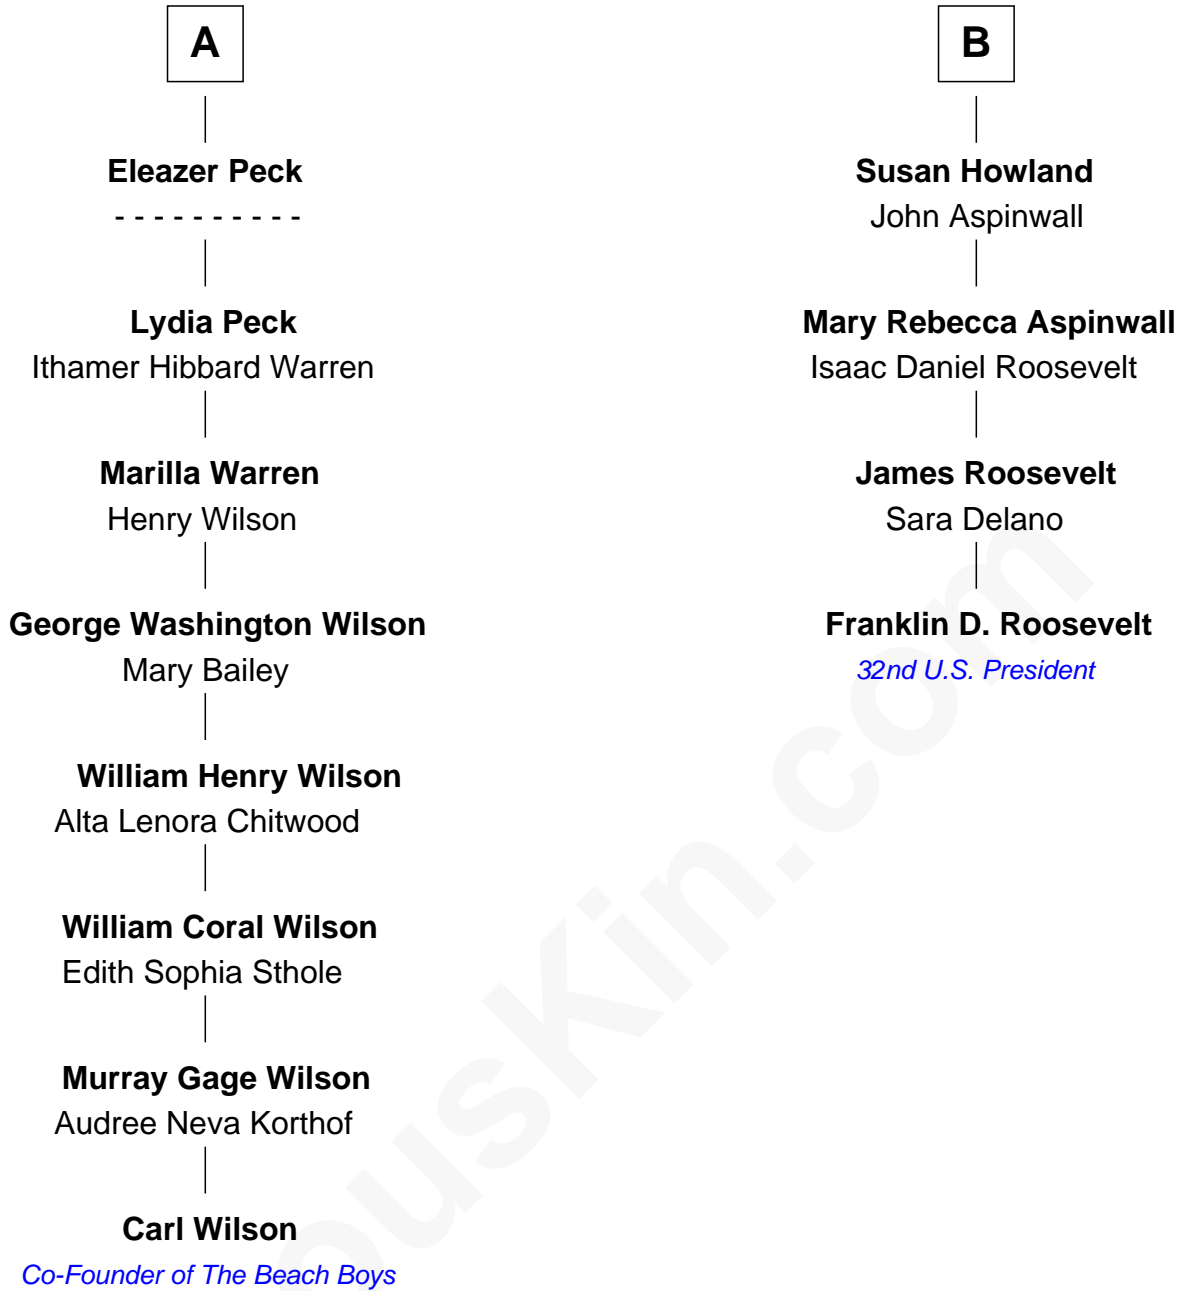 A
Eleazer Peck
- - - - - - - - - -
Lydia Peck
Ithamer Hibbard Warren
Marilla Warren
Henry Wilson
George Washington Wilson
Mary Bailey
William Henry Wilson
Alta Lenora Chitwood
William Coral Wilson
Edith Sophia Sthole
Murray Gage Wilson
Audree Neva Korthof
Carl Wilson
Co-Founder of The Beach Boys
B
Susan Howland
John Aspinwall
Mary Rebecca Aspinwall
Isaac Daniel Roosevelt
James Roosevelt
Sara Delano
Franklin D. Roosevelt
32nd U.S. President
ousKin.com